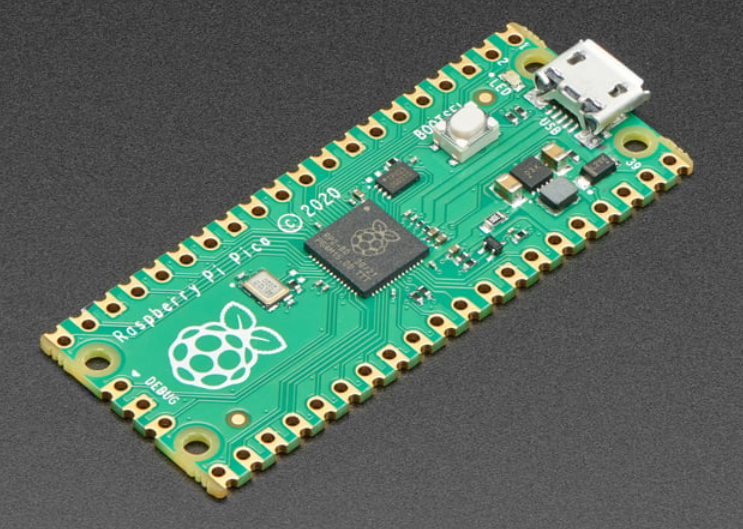 1
2
LED
USB
BOOTSEL
39
Raspberry Pi Pico © 2020
DEBUG